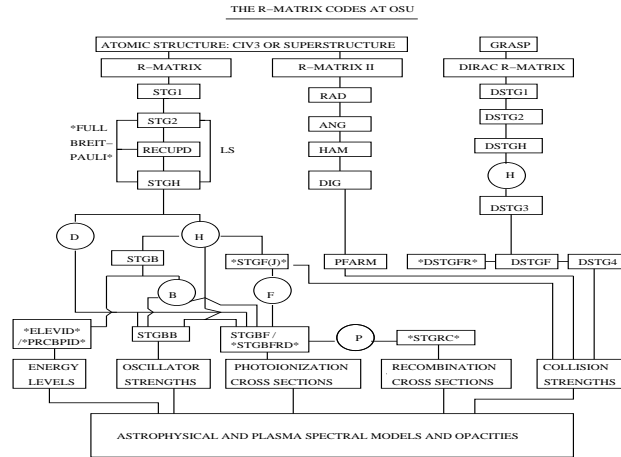 THE R−MATRIX CODES AT OSU
ATOMIC STRUCTURE: CIV3 OR SUPERSTRUCTURE
GRASP
R−MATRIX
R−MATRIX II
DIRAC R−MATRIX
STG1
RAD
DSTG1
STG2
ANG
DSTG2
*FULL
BREIT−
PAULI*
RECUPD
LS
HAM
DSTGH
STGH
DIG
H
DSTG3
D
H
STGB
*STGF(J)*
PFARM
*DSTGFR*
DSTGF
DSTG4
B
F
*ELEVID*
/*PRCBPID*
STGBB
STGBF /
*STGBFRD*
P
*STGRC*
ENERGY
LEVELS
OSCILLATOR
STRENGTHS
PHOTOIONIZATION
CROSS SECTIONS
RECOMBINATION
CROSS SECTIONS
COLLISION
STRENGTHS
ASTROPHYSICAL AND PLASMA SPECTRAL MODELS AND OPACITIES